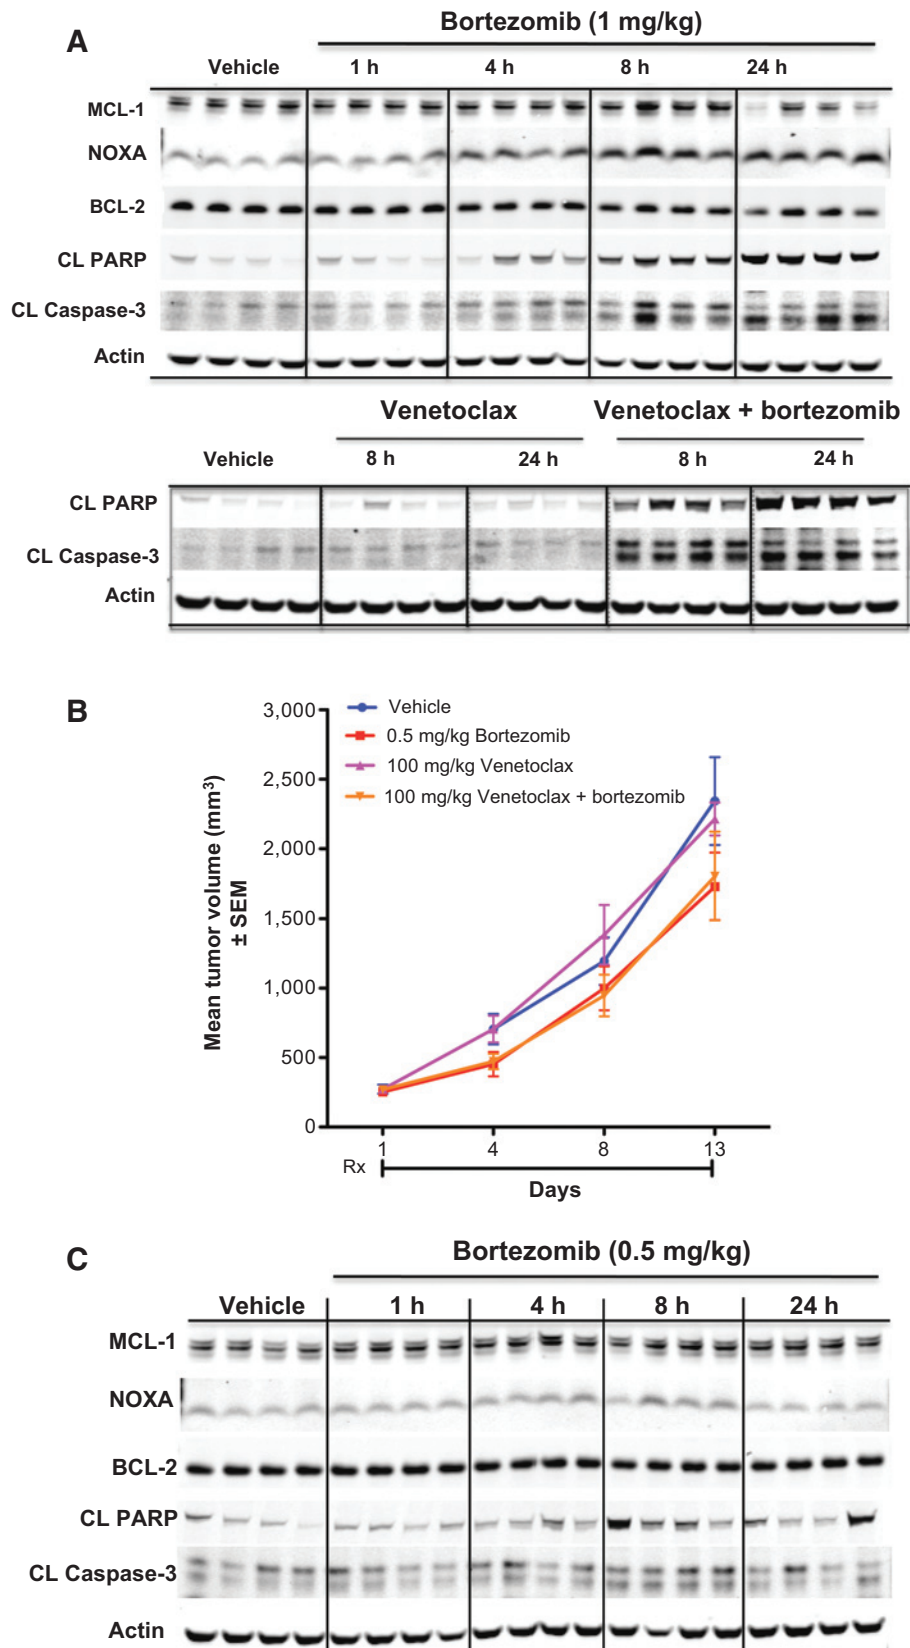 A
Bortezomib (1 mg/kg)
Vehicle 1 h 4 h 8 h 24 h
MCL-1
NOXA
BCL-2
CL PARP
CL Caspase-3
Actin
Venetoclax Venetoclax + bortezomib
Vehicle 8 h 24 h 8 h 24 h
CL PARP
CL Caspase-3
Actin
B
Mean tumor volume (mm³)
± SEM
3,000
2,500
2,000
1,500
1,000
500
0
Vehicle
0.5 mg/kg Bortezomib
100 mg/kg Venetoclax
100 mg/kg Venetoclax + bortezomib
1 4 8 13
Rx
Days
C
Bortezomib (0.5 mg/kg)
Vehicle 1 h 4 h 8 h 24 h
MCL-1
NOXA
BCL-2
CL PARP
CL Caspase-3
Actin